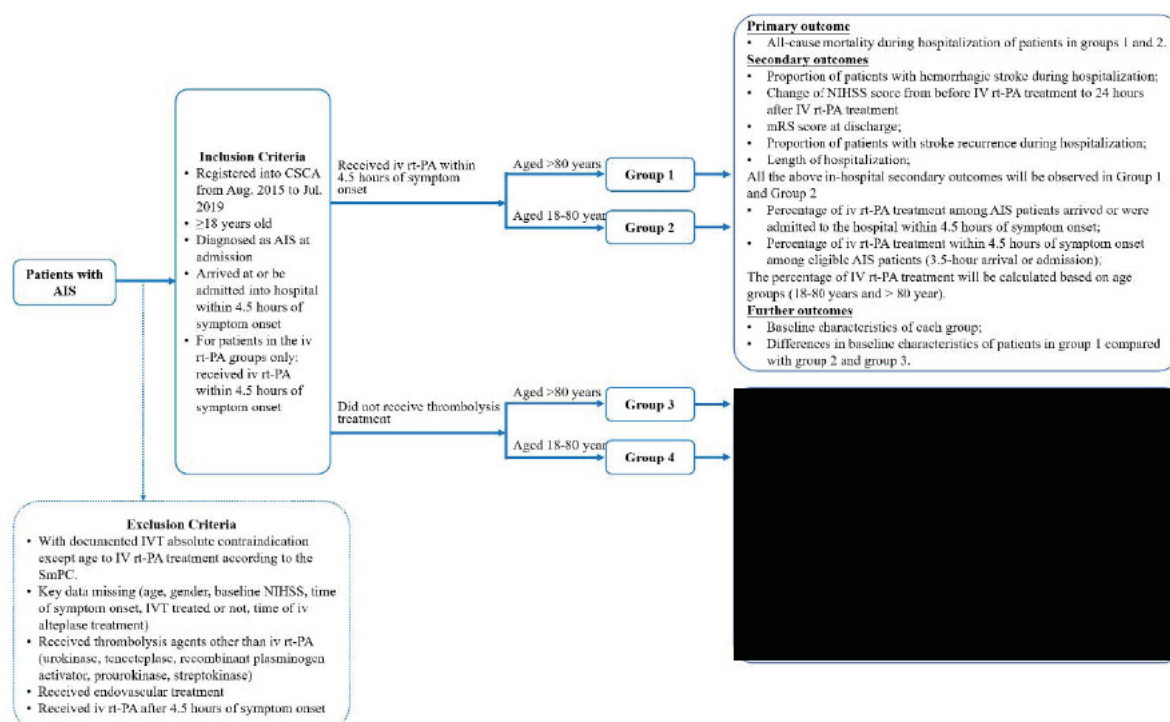 Patients with
AIS
Inclusion Criteria
• Registered into CSCA
from Aug. 2015 to Jul.
2019
• ≥18 years old
• Diagnosed as AIS at
admission
• Arrived at or be
admitted into hospital
within 4.5 hours of
symptom onset
• For patients in the iv
rt-PA groups only:
received iv rt-PA
within 4.5 hours of
symptom onset
Exclusion Criteria
• With documented IVT absolute contraindication
except age to IV rt-PA treatment according to the
SmPC.
• Key data missing (age, gender, baseline NIHSS, time
of symptom onset, IVT treated or not, time of iv
alteplase treatment)
• Received thrombolysis agents other than iv rt-PA
(urokinase, tenecteplase, recombinant plasminogen
activator, prourokinase, streptokinase)
• Received endovascular treatment
• Received iv rt-PA after 4.5 hours of symptom onset
Received iv rt-PA within
4.5 hours of symptom
onset
Aged >80 years
Group 1
Aged 18-80 year
Group 2
Did not receive thrombolysis
treatment
Aged >80 years
Group 3
Aged 18-80 year
Group 4
Primary outcome
• All-cause mortality during hospitalization of patients in groups 1 and 2.
Secondary outcomes
• Proportion of patients with hemorrhagic stroke during hospitalization;
• Change of NIHSS score from before IV rt-PA treatment to 24 hours
after IV rt-PA treatment
• mRS score at discharge;
• Proportion of patients with stroke recurrence during hospitalization;
• Length of hospitalization;
All the above in-hospital secondary outcomes will be observed in Group 1
and Group 2
• Percentage of iv rt-PA treatment among AIS patients arrived or were
admitted to the hospital within 4.5 hours of symptom onset;
• Percentage of iv rt-PA treatment within 4.5 hours of symptom onset
among eligible AIS patients (3.5-hour arrival or admission);
The percentage of IV rt-PA treatment will be calculated based on age
groups (18-80 years and > 80 year).
Further outcomes
• Baseline characteristics of each group;
• Differences in baseline characteristics of patients in group 1 compared
with group 2 and group 3.